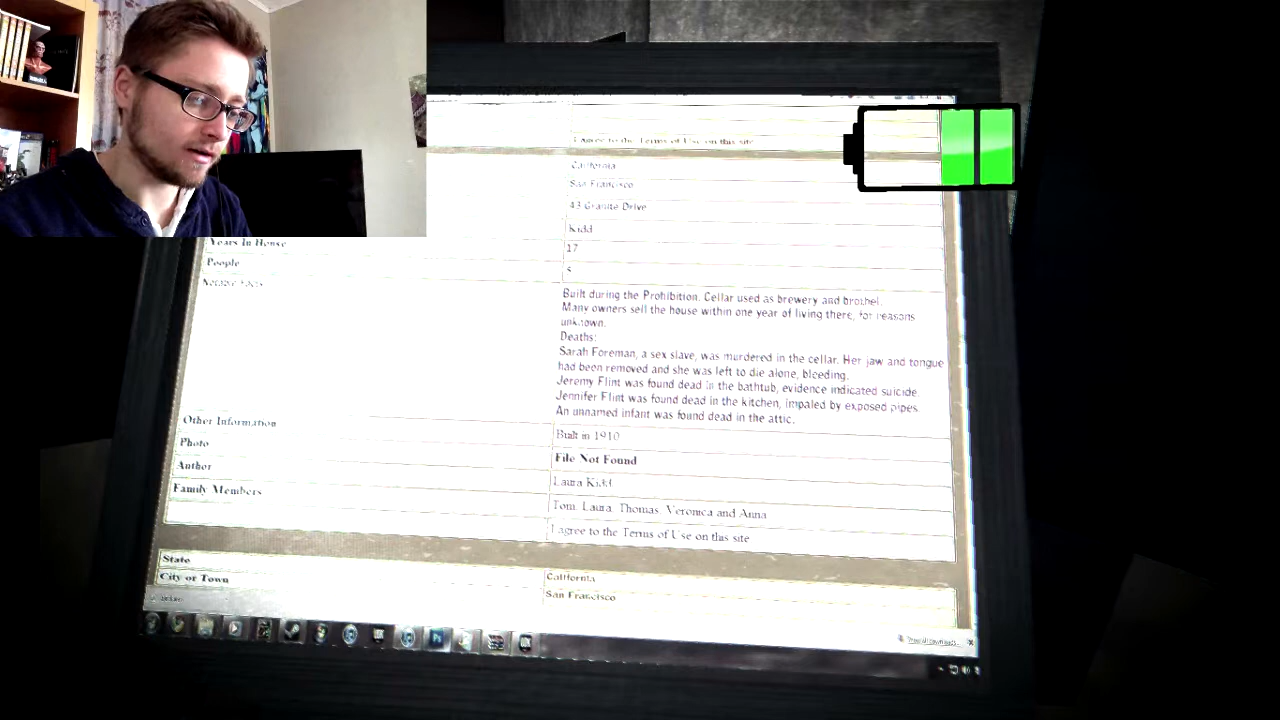 I agree to the Terms of Use on this site
California
San Francisco
43 Granite Drive
Kidd
Years In House
17
People
5
Built during the Prohibition. Cellar used as brewery and brothel.
Many owners sell the house within one year of living there, for reasons
unknown.
Deaths:
Sarah Foreman, a sex slave, was murdered in the cellar. Her jaw and tongue
had been removed and she was left to die alone, bleeding.
Jeremy Flint was found dead in the bathtub, evidence indicated suicide.
Jennifer Flint was found dead in the kitchen, impaled by exposed pipes.
An unnamed infant was found dead in the attic.
Other Information
Built in 1910
Photo
File Not Found
Author
Laura Kidd
Family Members
Tom, Laura, Thomas, Veronica and Anna
I agree to the Terms of Use on this site
State
California
City or Town
San Francisco